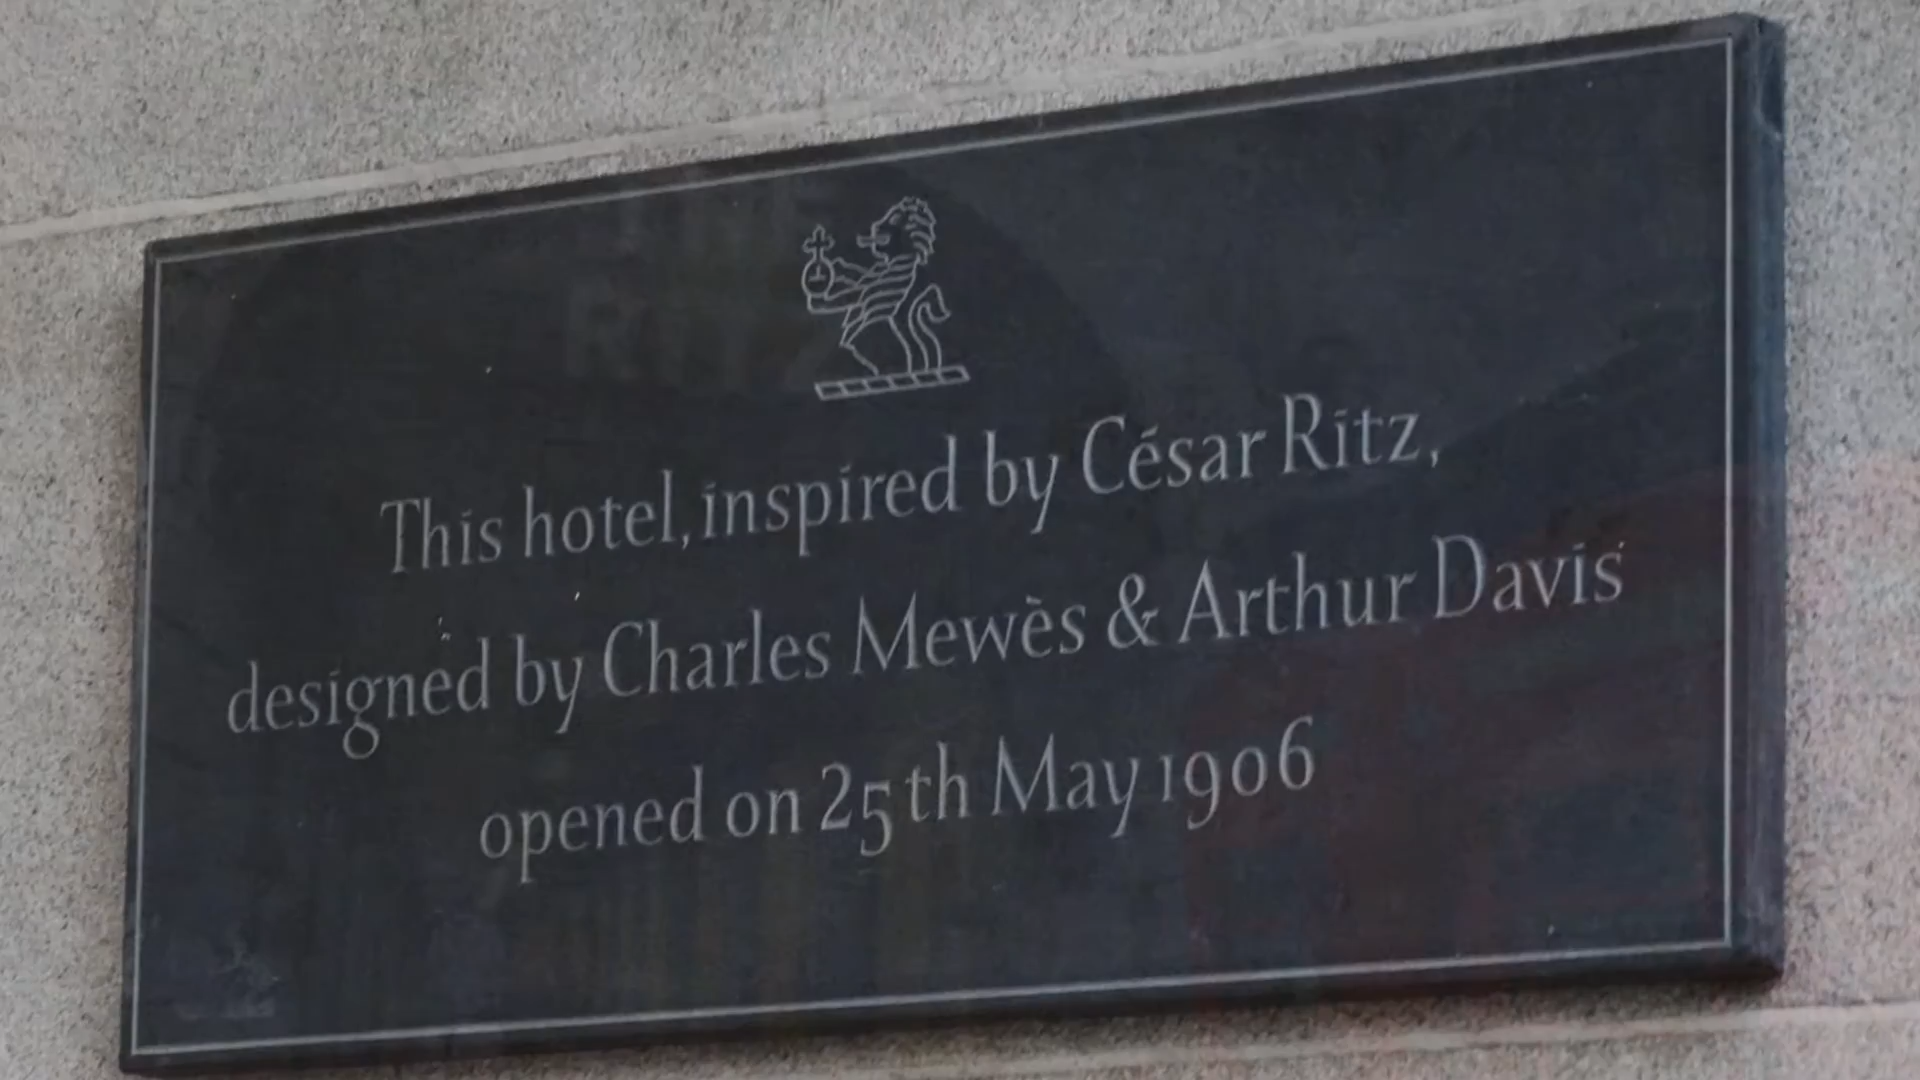 This hotel, inspired by César Ritz,
designed by Charles Mewès & Arthur Davis
opened on 25th May 1906